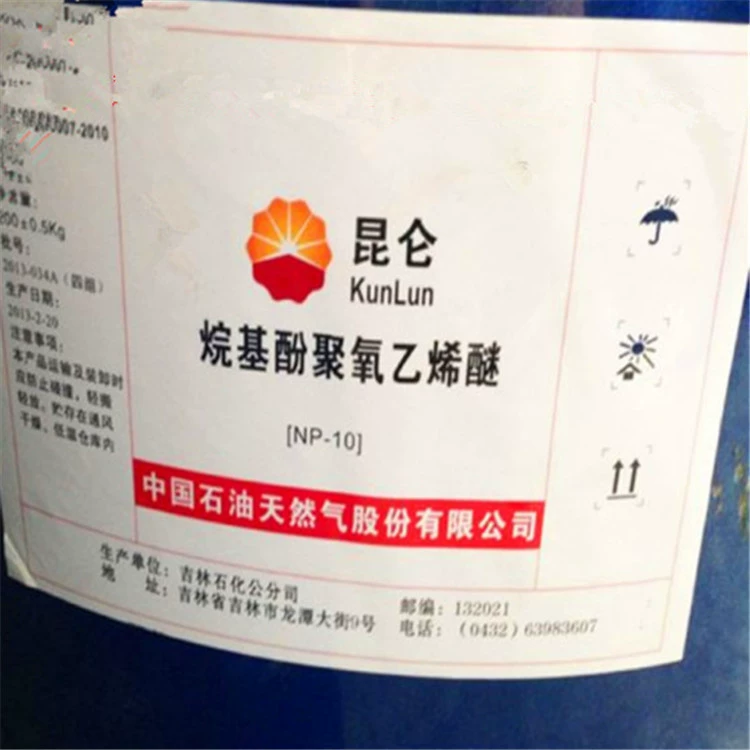 07-2010
净含量:
200±0.5Kg
批号:
2013-034A(四组)
生产日期:
2013-2-20
注意事项:
本产品运输及装卸时
应防止碰撞,轻搬
轻放。贮存在通风
干燥,低温仓库内
昆仑
KunLun
烷基酚聚氧乙烯醚
[NP-10]
中国石油天然气股份有限公司
生产单位:吉林石化公分司
地 址:吉林省吉林市龙潭大街9号
邮编:132021
电话:(0432)63983607